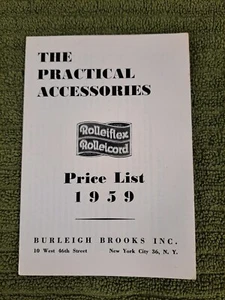 THE
PRACTICAL
ACCESSORIES
Rolleiflex
Rolleicord
Price List
1959
BURLEIGH BROOKS INC.
10 West 46th Street New York City 36, N. Y.